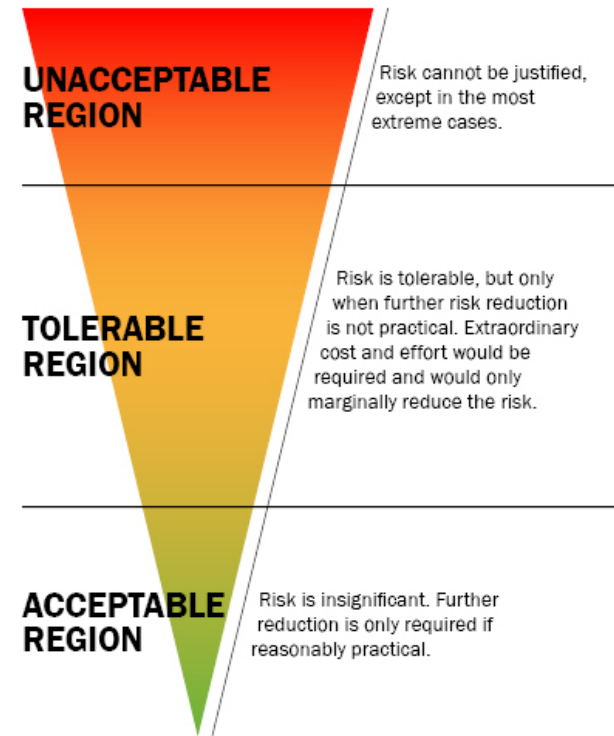 UNACCEPTABLE
REGION
Risk cannot be justified,
except in the most
extreme cases.
TOLERABLE
REGION
Risk is tolerable, but only
when further risk reduction
is not practical. Extraordinary
cost and effort would be
required and would only
marginally reduce the risk.
ACCEPTABLE
REGION
Risk is insignificant. Further
reduction is only required if
reasonably practical.